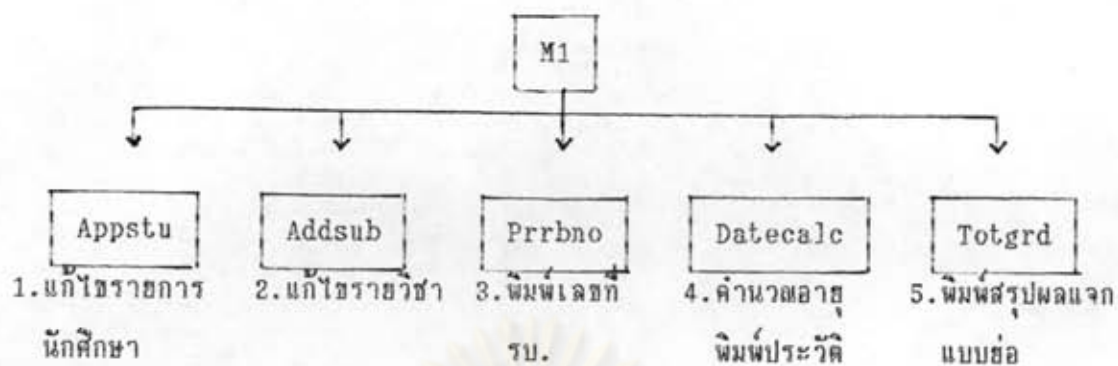 M1
Appstu Addsub Prrbno Datecalc Totgrd
1.แก้ไขรายการ 2.แก้ไขรายวิชา 3.พิมพ์เลขที่ 4.คำนวณอายุ 5.พิมพ์สรุปผลแจก
นักศึกษา รบ. พิมพ์ประวัติ แบบย่อ